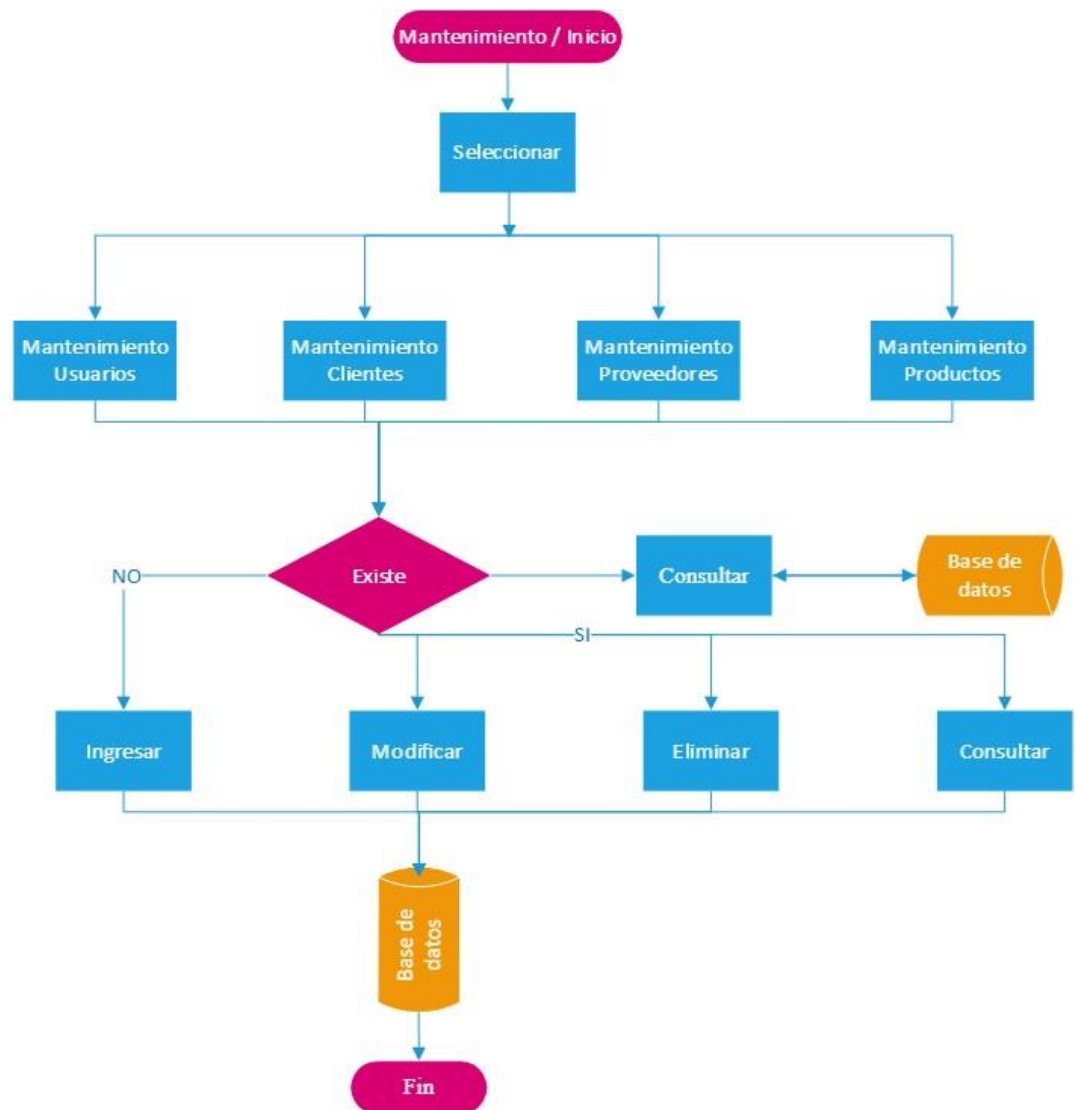 Mantenimiento / Inicio
Seleccionar
Mantenimiento
Usuarios
Mantenimiento
Clientes
Mantenimiento
Proveedores
Mantenimiento
Productos
NO
Existe
Consultar
Base de
datos
SI
Ingresar
Modificar
Eliminar
Consultar
Base de
datos
Fin